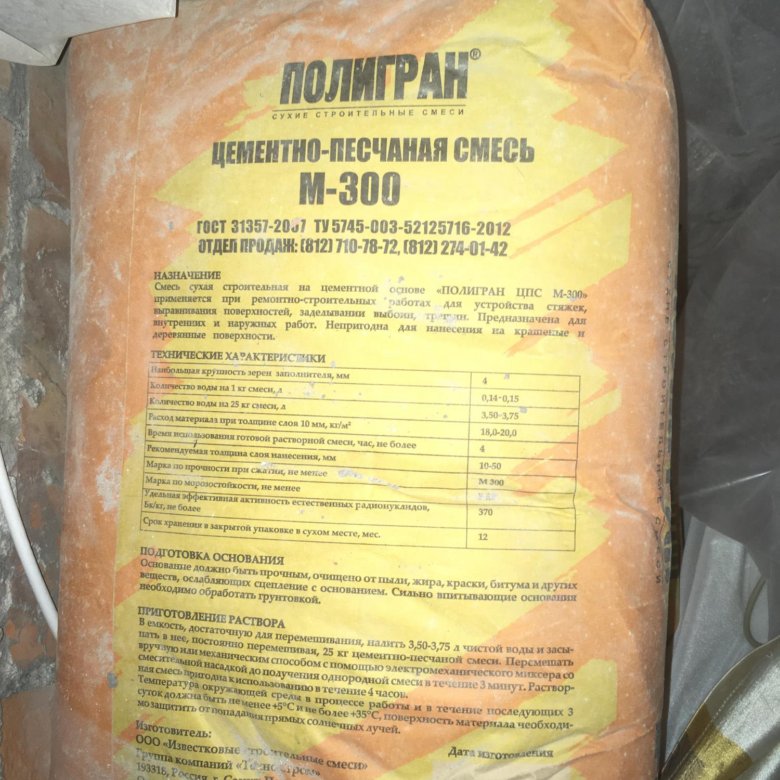 ПОЛИГРАН®
СУХИЕ СТРОИТЕЛЬНЫЕ СМЕСИ
ЦЕМЕНТНО-ПЕСЧАНАЯ СМЕСЬ
М-300
ГОСТ 31357-2007 ТУ 5745-003-52125716-2012
ОТДЕЛ ПРОДАЖ: (812) 710-78-72, (812) 274-01-42
НАЗНАЧЕНИЕ
Смесь сухая строительная на цементной основе «ПОЛИГРАН ЦПС М-300»
применяется при ремонтно-строительных работах для устройства стяжек,
выравнивания поверхностей, заделывании выбоин, трещин. Предназначена для
внутренних и наружных работ. Непригодна для нанесения на крашеные и
деревянные поверхности.
ТЕХНИЧЕСКИЕ ХАРАКТЕРИСТИКИ
Наибольшая крупность зерен заполнителя, мм 4
Количество воды на 1 кг смеси, л 0,14-0,15
Количество воды на 25 кг смеси, л 3,50-3,75
Расход материала при толщине слоя 10 мм, кг/м² 18,0-20,0
Время использования готовой растворной смеси, час, не более 4
Рекомендуемая толщина слоя нанесения, мм 10-50
Марка по прочности при сжатии, не менее М 300
Марка по морозостойкости, не менее
Удельная эффективная активность естественных радионуклидов,
Бк/кг, не более 370
Срок хранения в закрытой упаковке в сухом месте, мес. 12
ПОДГОТОВКА ОСНОВАНИЯ
Основание должно быть прочным, очищено от пыли, жира, краски, битума и других
веществ, ослабляющих сцепление с основанием. Сильно впитывающие основания
необходимо обработать грунтовкой.
ПРИГОТОВЛЕНИЕ РАСТВОРА
В емкость, достаточную для перемешивания, налить 3,50-3,75 л чистой воды и засы-
пать в нее, постоянно перемешивая, 25 кг цементно-песчаной смеси. Перемешать
вручную или механическим способом с помощью электромеханического миксера со
смесительной насадкой до получения однородной смеси в течение 3 минут. Раствор-
ная смесь пригодна к использованию в течение 4 часов.
Температура окружающей среды в процессе работы и в течение последующих 3
суток должна быть не менее +5°С и не более +35°С, поверхность материала необходи-
мо защитить от попадания прямых солнечных лучей.
Изготовитель:
ООО «Известковые строительные смеси»
Дата изготовления
Группа компаний
193318, Россия, г.